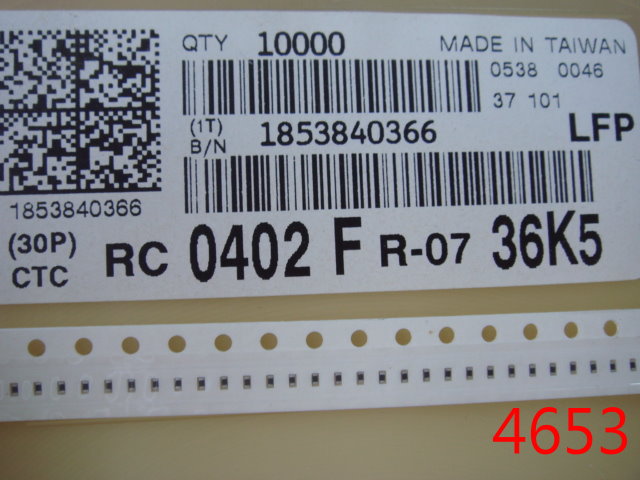 QTY 10000 MADE IN TAIWAN
0538 0046
37 101
(1T)
B/N 1853840366 LFP
1853840366
(30P)
CTC RC 0402 F R-07 36K5
4653